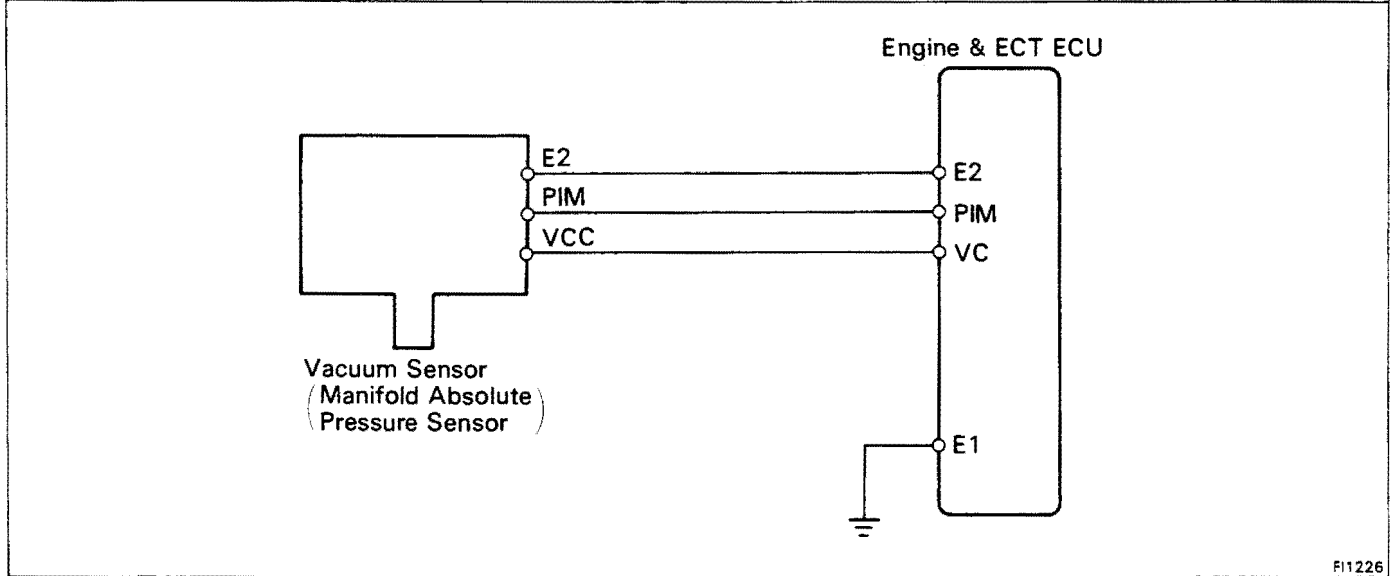 Engine & ECT ECU
E2
PIM
VCC
E2
PIM
VC
Vacuum Sensor
(Manifold Absolute
Pressure Sensor)
E1
FI1226